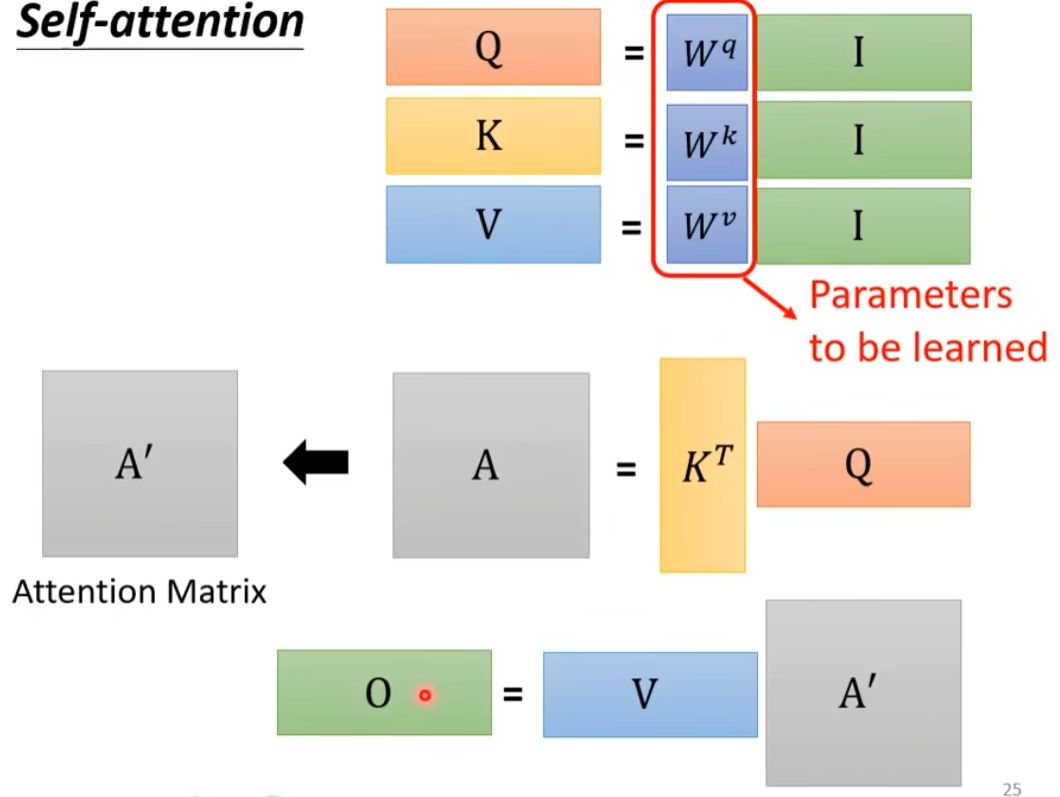 Self-attention
Q = W^q I
K = W^k I
V = W^v I
Parameters
to be learned
A′ A = K^T Q
Attention Matrix
O = V A′
25